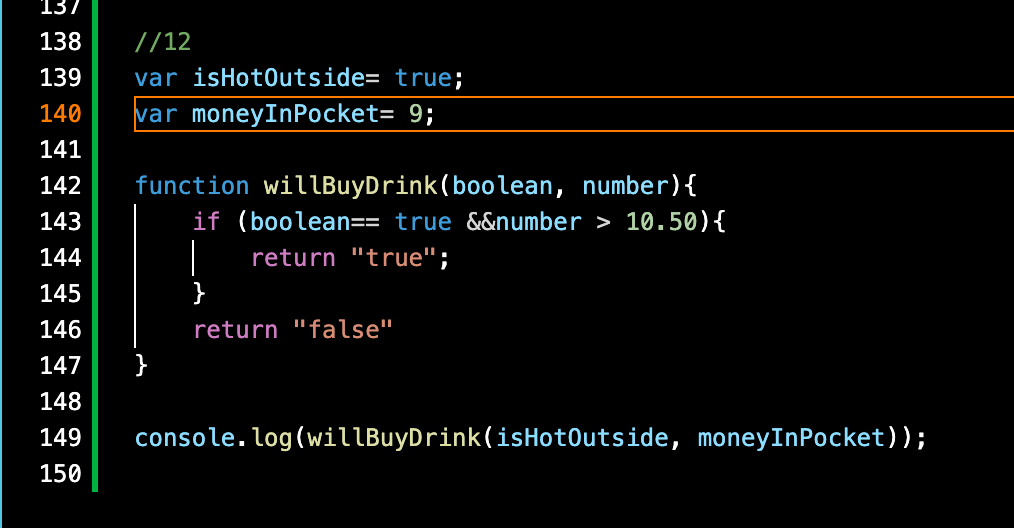 137
138 //12
139 var isHotOutside= true;
140 var moneyInPocket= 9;
141
142 function willBuyDrink(boolean, number){
143     if (boolean== true &&number > 10.50){
144         return "true";
145     }
146     return "false"
147 }
148
149 console.log(willBuyDrink(isHotOutside, moneyInPocket));
150